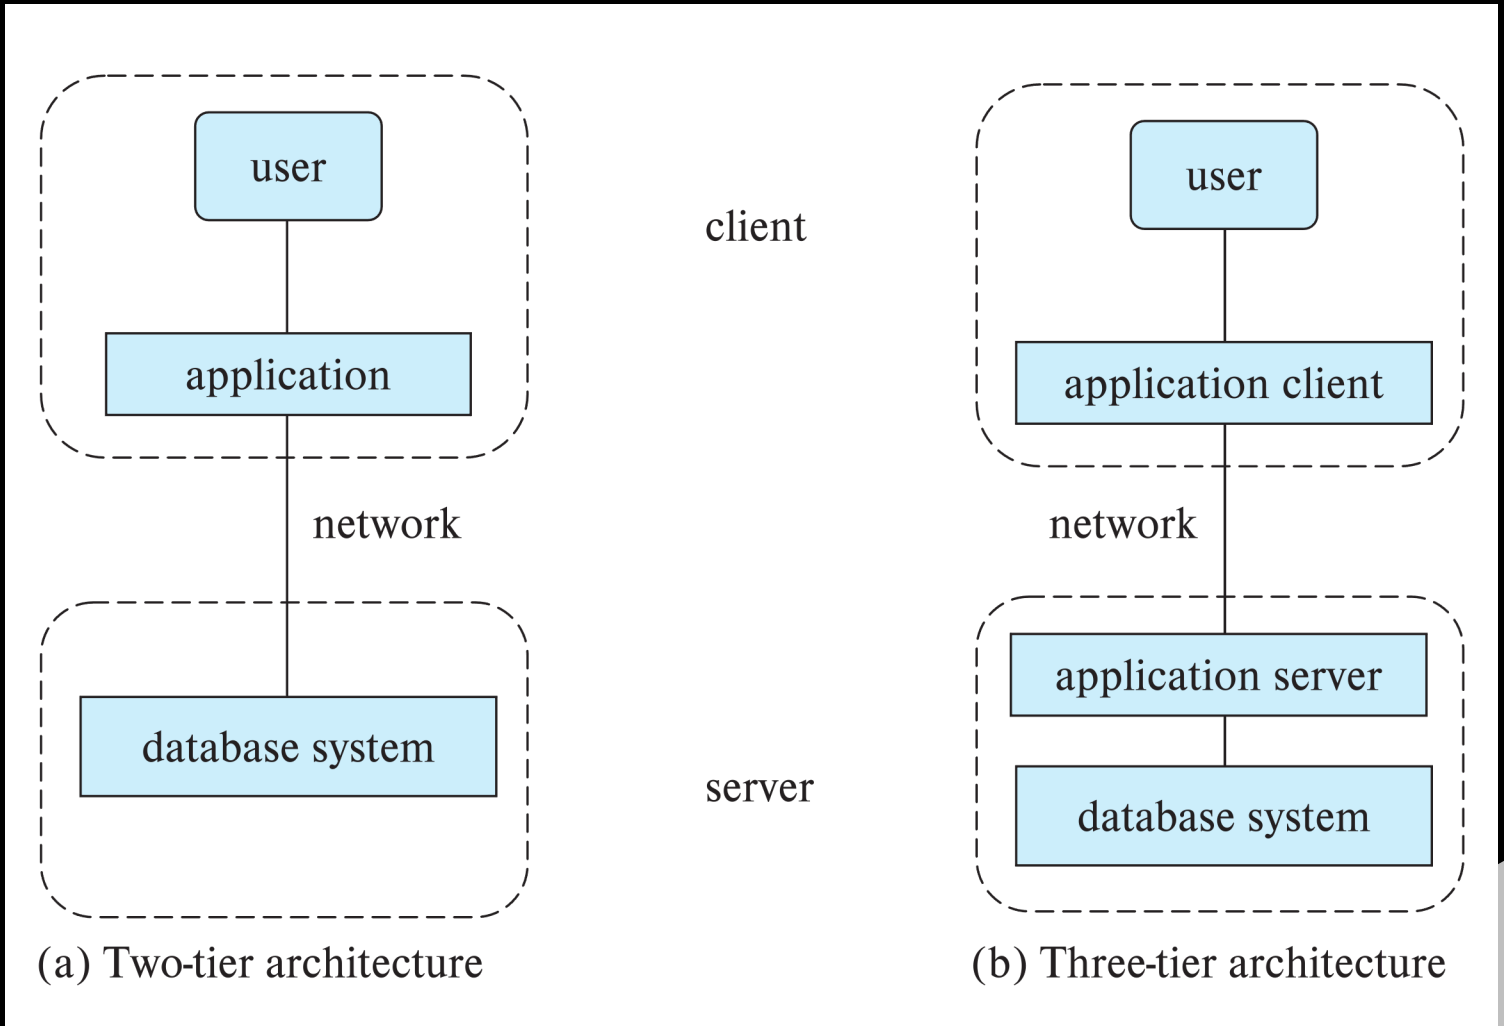 user
application
network
database system
(a) Two-tier architecture
client
server
user
application client
network
application server
database system
(b) Three-tier architecture